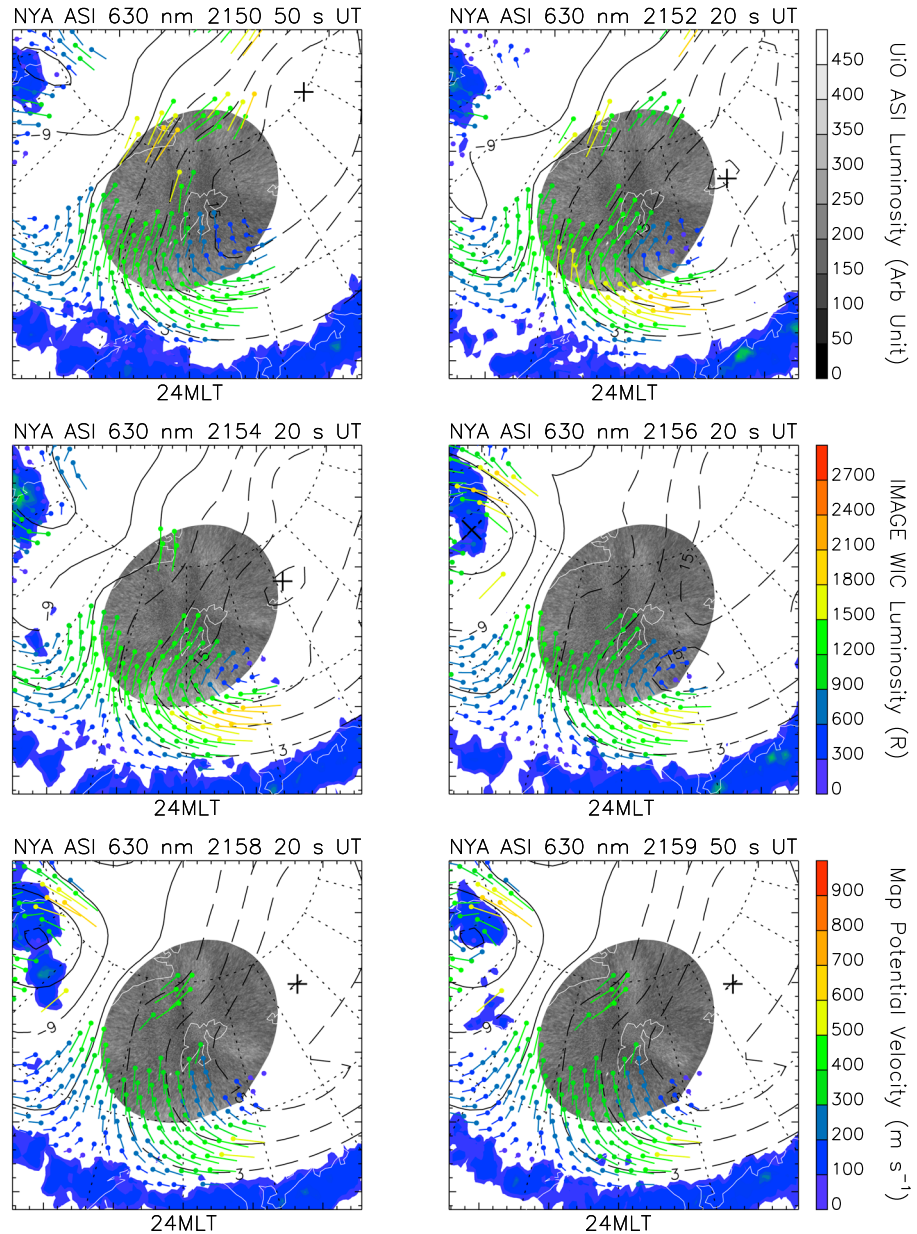 NYA ASI 630 nm 2150 50 s UT
NYA ASI 630 nm 2152 20 s UT
-9
3
24MLT
-9
24MLT
450
400
350
300
250
200
150
100
50
0
UiO ASI Luminosity (Arb Unit)
NYA ASI 630 nm 2154 20 s UT
NYA ASI 630 nm 2156 20 s UT
-9
15
3
24MLT
-9
15
15
3
24MLT
2700
2400
2100
1800
1500
1200
900
600
300
0
IMAGE WIC Luminosity (R)
NYA ASI 630 nm 2158 20 s UT
NYA ASI 630 nm 2159 50 s UT
-9
3
24MLT
-9
3
24MLT
900
800
700
600
500
400
300
200
100
0
Map Potential Velocity (m s⁻¹)